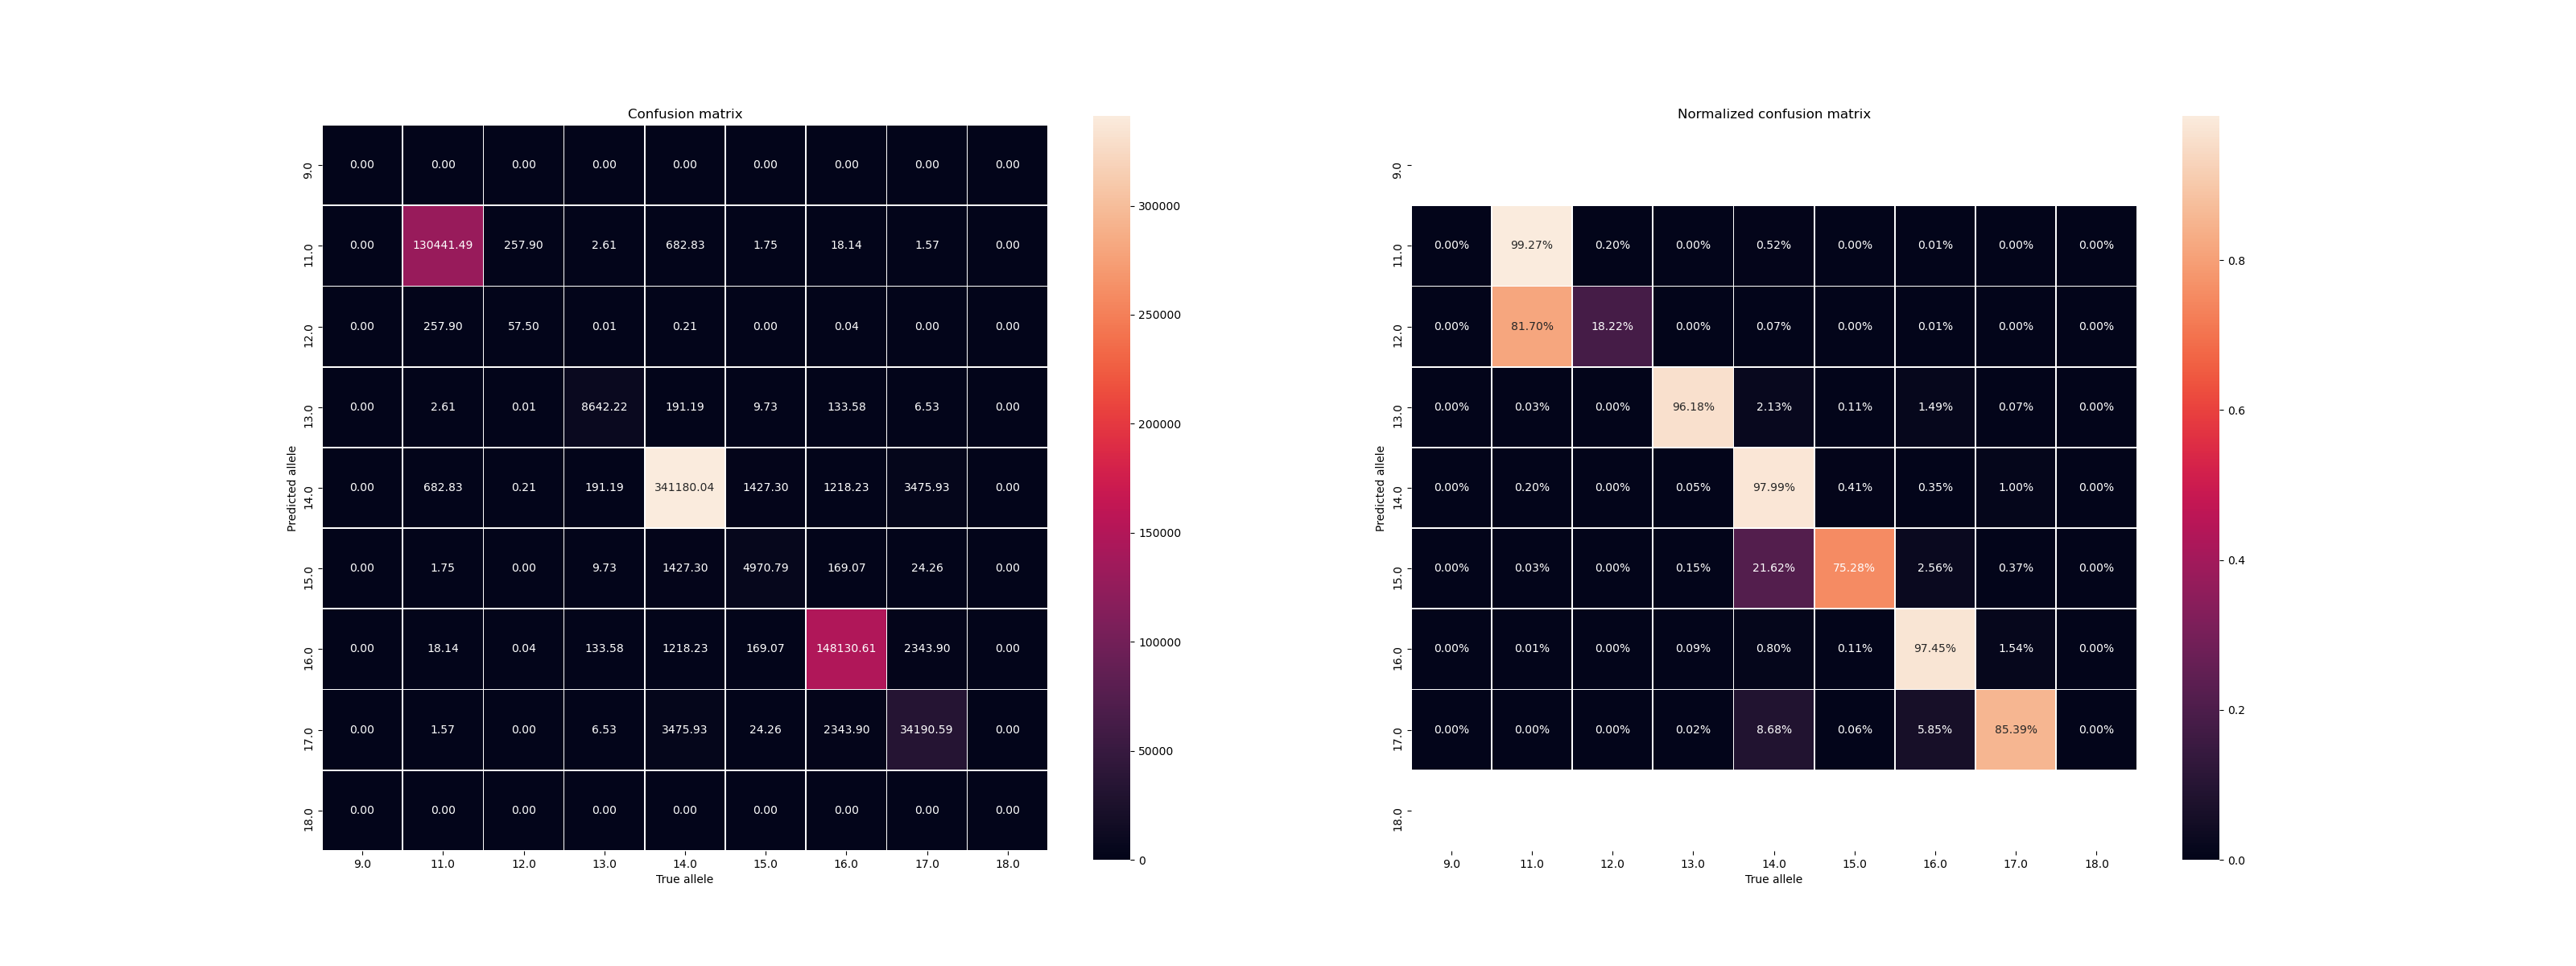 Confusion matrix
9.0 0.00 0.00 0.00 0.00 0.00 0.00 0.00 0.00 0.00
11.0 0.00 130441.49 257.90 2.61 682.83 1.75 18.14 1.57 0.00
12.0 0.00 257.90 57.50 0.01 0.21 0.00 0.04 0.00 0.00
13.0 0.00 2.61 0.01 8642.22 191.19 9.73 133.58 6.53 0.00
14.0 0.00 682.83 0.21 191.19 341180.04 1427.30 1218.23 3475.93 0.00
15.0 0.00 1.75 0.00 9.73 1427.30 4970.79 169.07 24.26 0.00
16.0 0.00 18.14 0.04 133.58 1218.23 169.07 148130.61 2343.90 0.00
17.0 0.00 1.57 0.00 6.53 3475.93 24.26 2343.90 34190.59 0.00
18.0 0.00 0.00 0.00 0.00 0.00 0.00 0.00 0.00 0.00
9.0 11.0 12.0 13.0 14.0 15.0 16.0 17.0 18.0
True allele
Predicted allele
300000
250000
200000
150000
100000
50000
0
Normalized confusion matrix
9.0
11.0 0.00% 99.27% 0.20% 0.00% 0.52% 0.00% 0.01% 0.00% 0.00%
12.0 0.00% 81.70% 18.22% 0.00% 0.07% 0.00% 0.01% 0.00% 0.00%
13.0 0.00% 0.03% 0.00% 96.18% 2.13% 0.11% 1.49% 0.07% 0.00%
14.0 0.00% 0.20% 0.00% 0.05% 97.99% 0.41% 0.35% 1.00% 0.00%
15.0 0.00% 0.03% 0.00% 0.15% 21.62% 75.28% 2.56% 0.37% 0.00%
16.0 0.00% 0.01% 0.00% 0.09% 0.80% 0.11% 97.45% 1.54% 0.00%
17.0 0.00% 0.00% 0.00% 0.02% 8.68% 0.06% 5.85% 85.39% 0.00%
18.0
9.0 11.0 12.0 13.0 14.0 15.0 16.0 17.0 18.0
True allele
Predicted allele
0.8
0.6
0.4
0.2
0.0